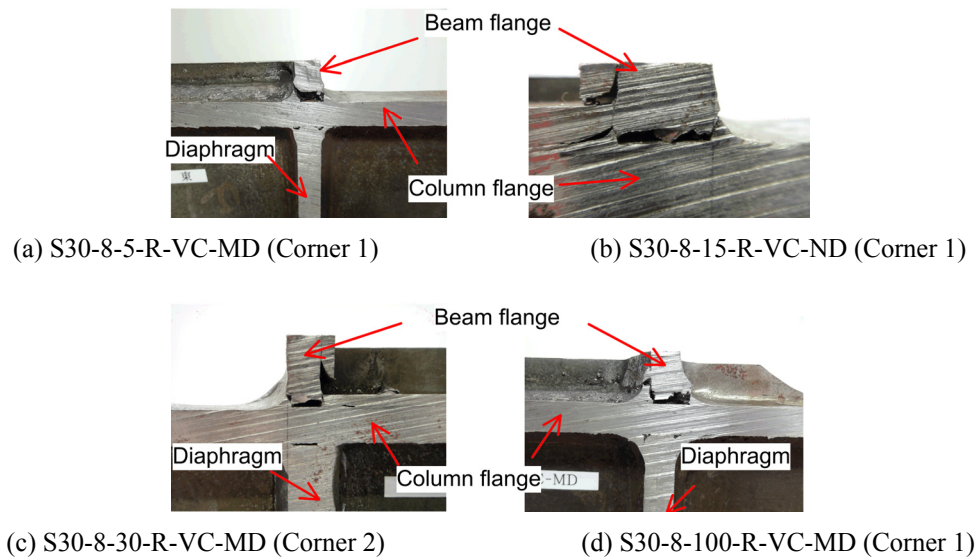 Beam flange
Diaphragm
東
Column flange
(a) S30-8-5-R-VC-MD (Corner 1)
(b) S30-8-15-R-VC-ND (Corner 1)
Beam flange
Diaphragm
Column flange
C-MD
Diaphragm
(c) S30-8-30-R-VC-MD (Corner 2)
(d) S30-8-100-R-VC-MD (Corner 1)